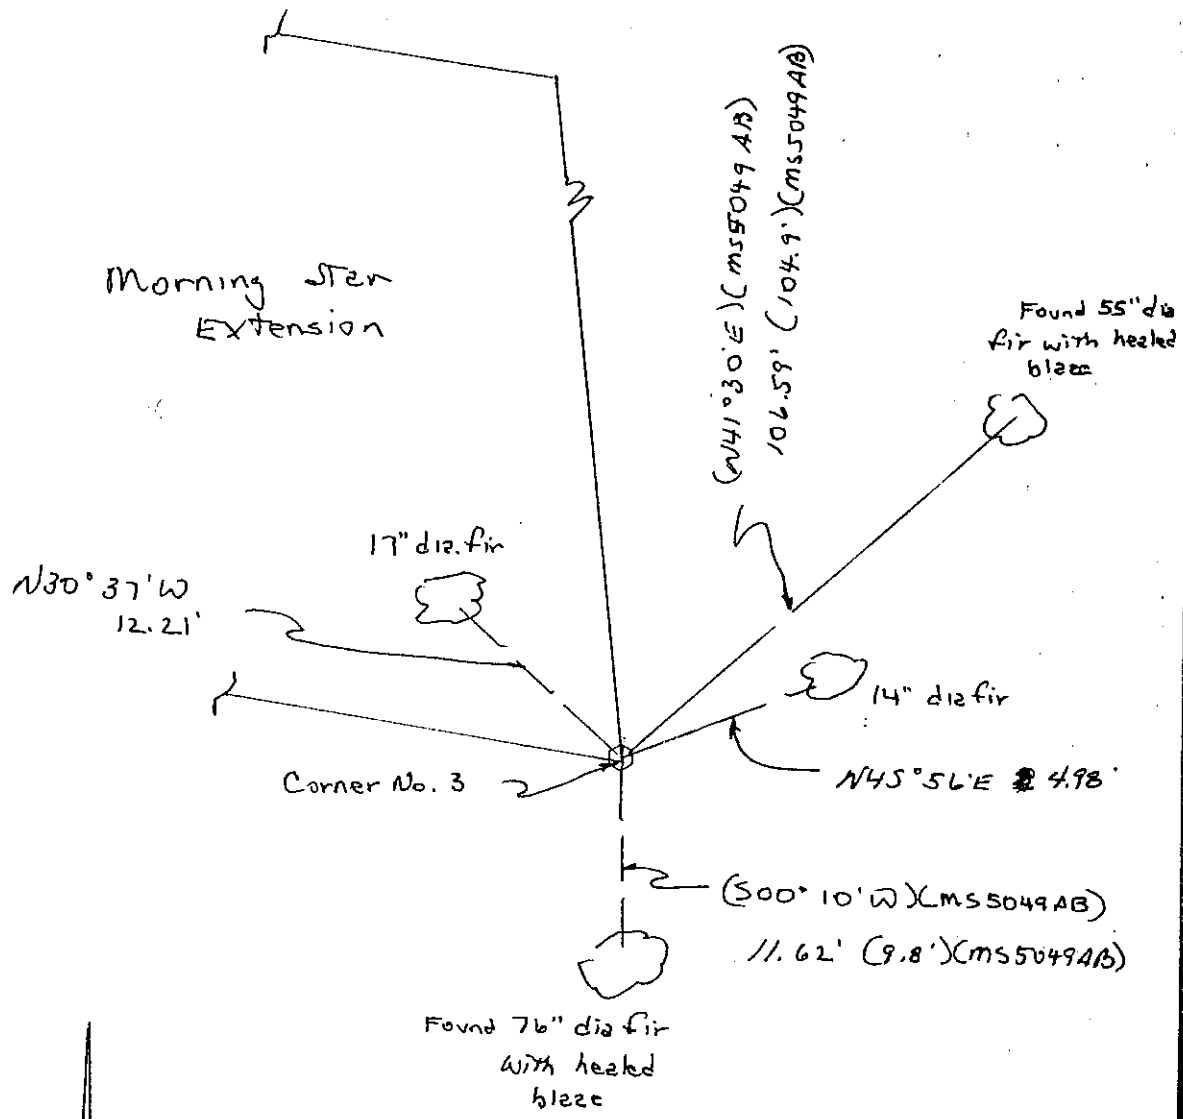 (N41°30'E)(MS5049AB)
106.59' (104.9')(MS5049AB)
Morning Star
Extension
Found 55" dia
fir with healed
blaze
17" dia. fir
N30°37'W
12.21'
14" dia fir
Corner No. 3
N45°56'E 4.98'
(S00°10'W)(MS5049AB)
11.62' (9.8')(MS5049AB)
Found 76" dia fir
with healed
blaze